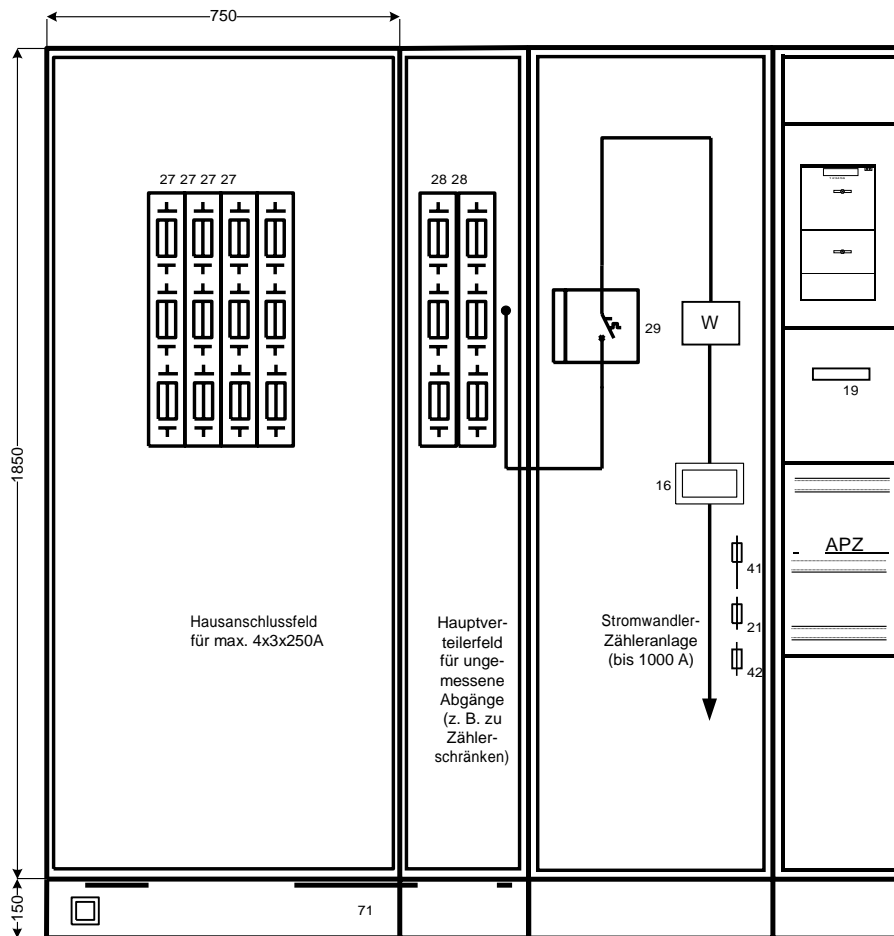 750
27 27 27 27
28 28
29
W
19
1850
16
APZ
41
21
42
Hausanschlussfeld
für max. 4x3x250A
Hauptver-
teilerfeld
für unge-
messene
Abgänge
(z. B. zu
Zähler-
schränken)
Stromwandler-
Zähleranlage
(bis 1000 A)
150
71